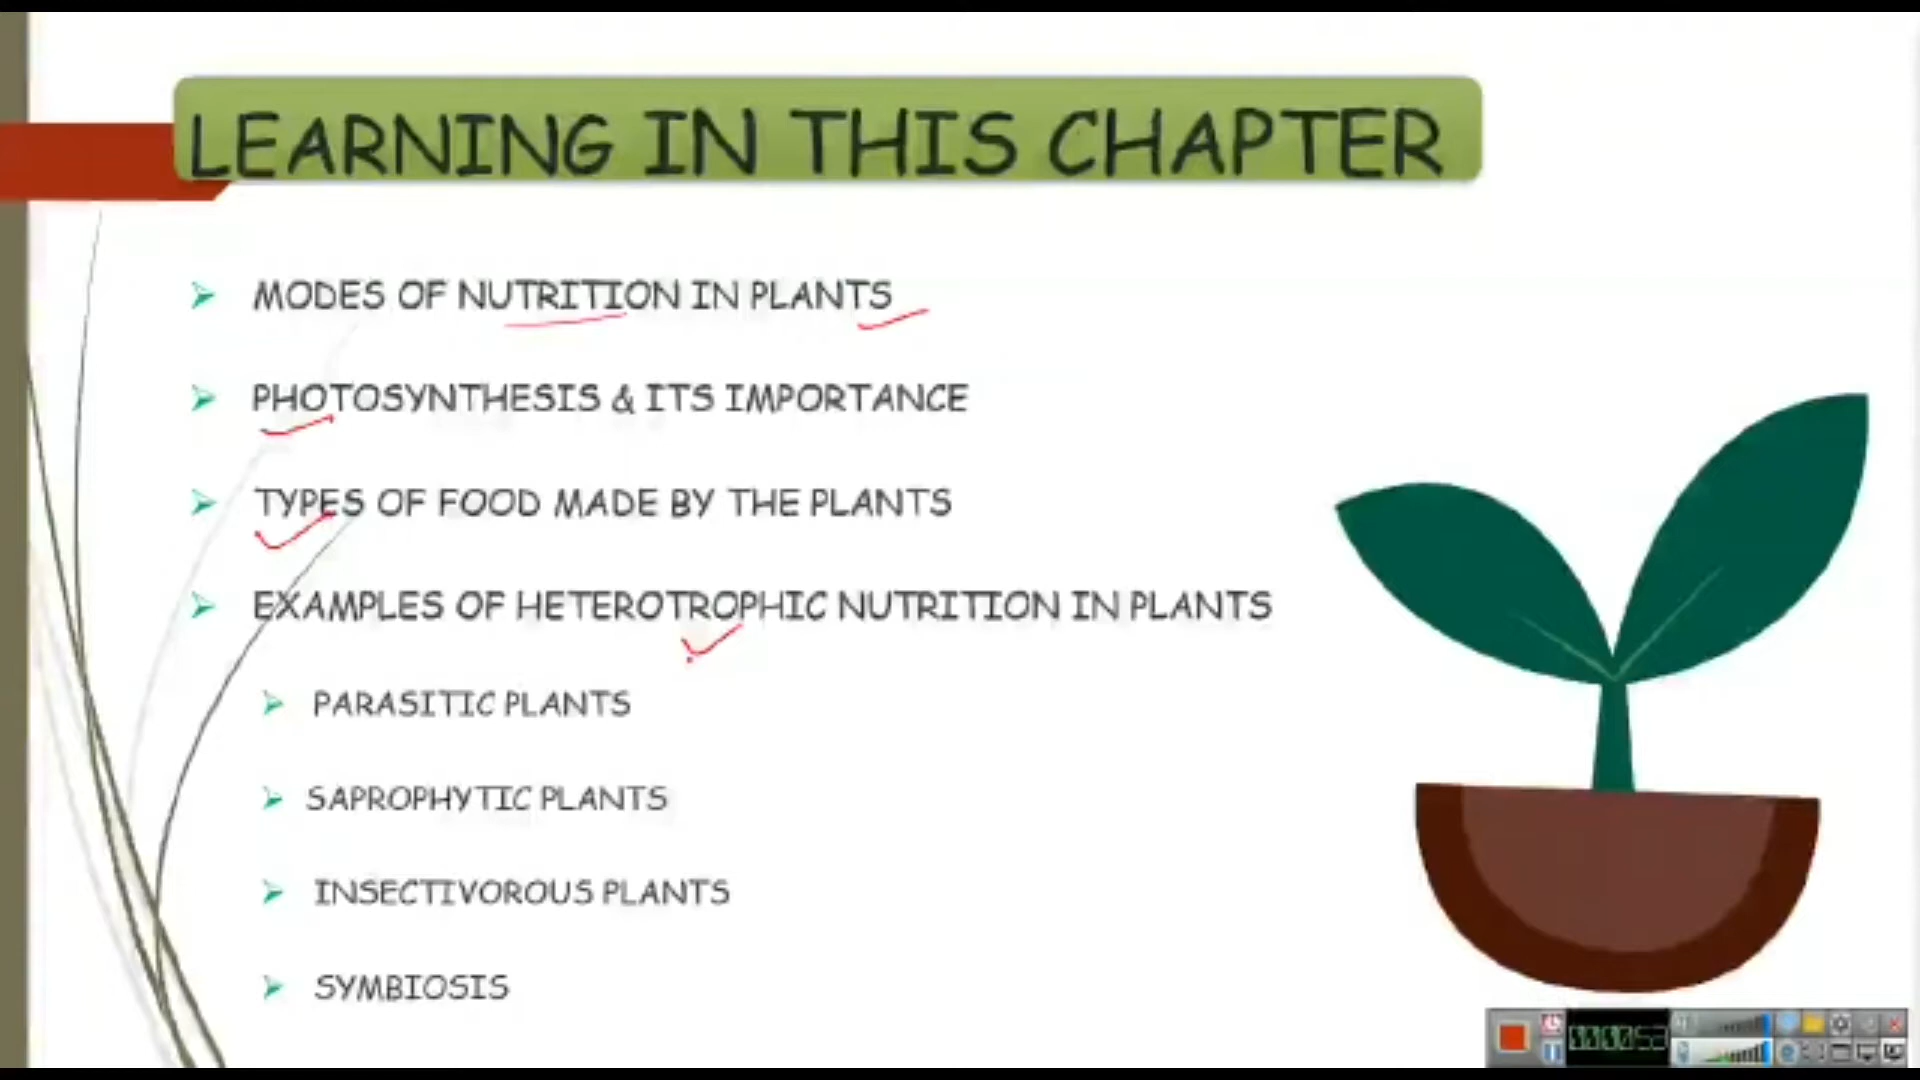 LEARNING IN THIS CHAPTER
MODES OF NUTRITION IN PLANTS
PHOTOSYNTHESIS & ITS IMPORTANCE
TYPES OF FOOD MADE BY THE PLANTS
EXAMPLES OF HETEROTROPHIC NUTRITION IN PLANTS
PARASITIC PLANTS
SAPROPHYTIC PLANTS
INSECTIVOROUS PLANTS
SYMBIOSIS